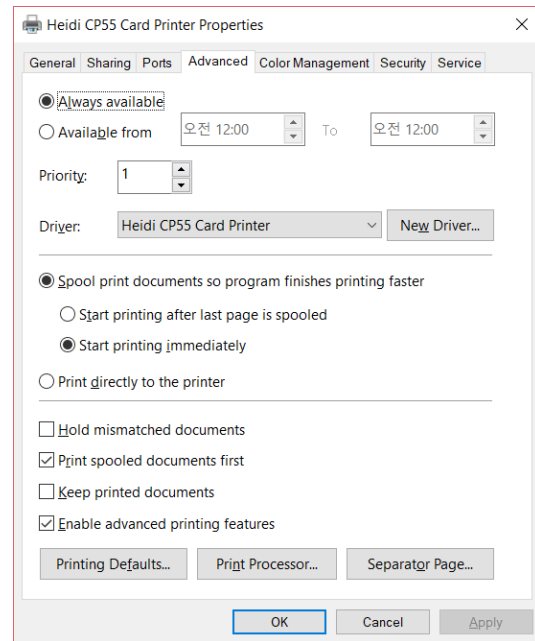 Heidi CP55 Card Printer Properties
General Sharing Ports Advanced Color Management Security Service
Always available
Available from 오전 12:00 To 오전 12:00
Priority: 1
Driver: Heidi CP55 Card Printer New Driver...
Spool print documents so program finishes printing faster
Start printing after last page is spooled
Start printing immediately
Print directly to the printer
Hold mismatched documents
Print spooled documents first
Keep printed documents
Enable advanced printing features
Printing Defaults... Print Processor... Separator Page...
OK Cancel Apply